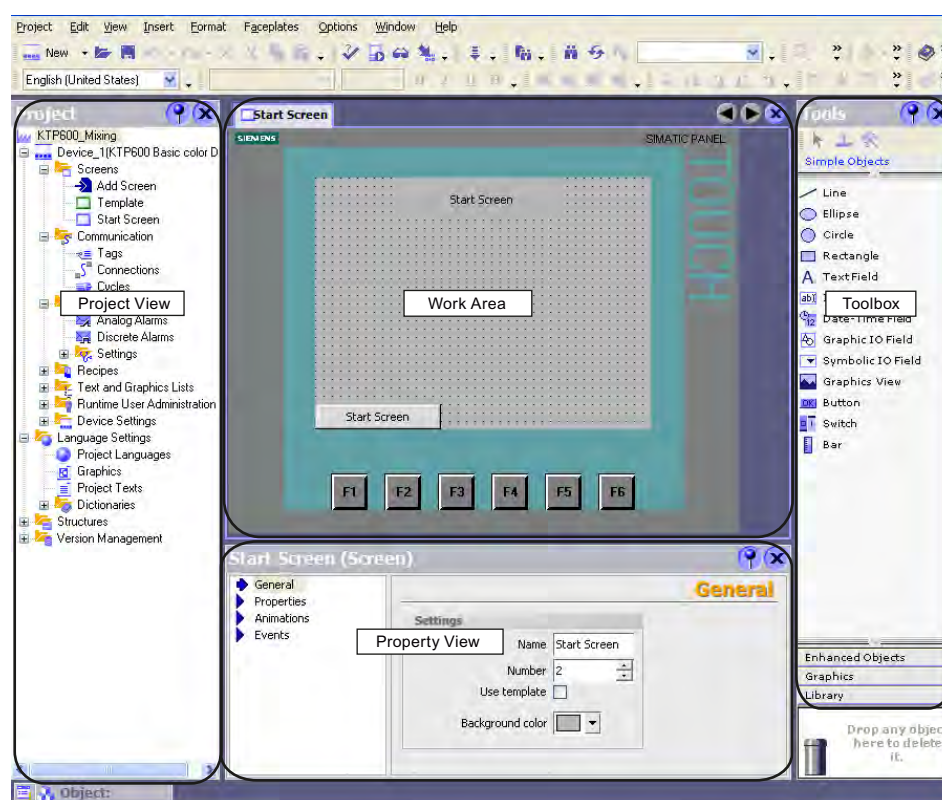 Project Edit View Insert Format Faceplates Options Window Help
New
English (United States)
Project
KTP600_Mixing
Device_1(KTP600 Basic color D
Screens
Add Screen
Template
Start Screen
Communication
Tags
Connections
Cycles
Project View
Analog Alarms
Discrete Alarms
Settings
Recipes
Text and Graphics Lists
Runtime User Administration
Device Settings
Language Settings
Project Languages
Graphics
Project Texts
Dictionaries
Structures
Version Management
Object:
Start Screen
SIEMENS
SIMATIC PANEL
TOUCH
Start Screen
Work Area
Start Screen
F1 F2 F3 F4 F5 F6
Start Screen (Screen)
General
Properties
Animations
Events
General
Settings
Property View
Name Start Screen
Number 2
Use template
Background color
Tools
Simple Objects
Line
Ellipse
Circle
Rectangle
TextField
Toolbox
Date-Time Field
Graphic IO Field
Symbolic IO Field
Graphics View
OK Button
Switch
Bar
Enhanced Objects
Graphics
Library
Drop any objec
here to delete
it.